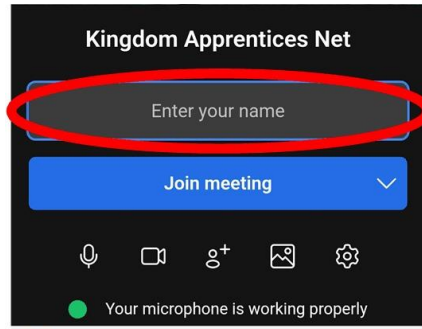 Kingdom Apprentices Net
Enter your name
Join meeting
Your microphone is working properly